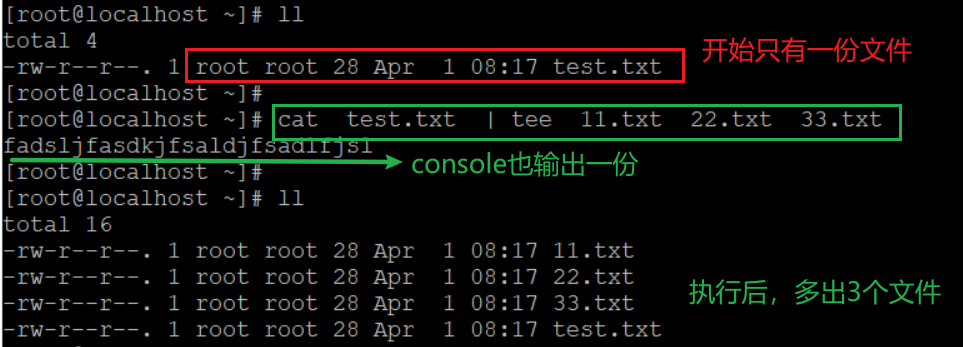 [root@localhost ~]# ll
total 4
-rw-r--r--. 1 root root 28 Apr  1 08:17 test.txt
开始只有一份文件
[root@localhost ~]#
[root@localhost ~]# cat  test.txt  | tee  11.txt  22.txt  33.txt
fadsljfasdkjfsaldjfsadlfjsl
console也输出一份
[root@localhost ~]#
[root@localhost ~]# ll
total 16
-rw-r--r--. 1 root root 28 Apr  1 08:17 11.txt
-rw-r--r--. 1 root root 28 Apr  1 08:17 22.txt
-rw-r--r--. 1 root root 28 Apr  1 08:17 33.txt
执行后，多出3个文件
-rw-r--r--. 1 root root 28 Apr  1 08:17 test.txt